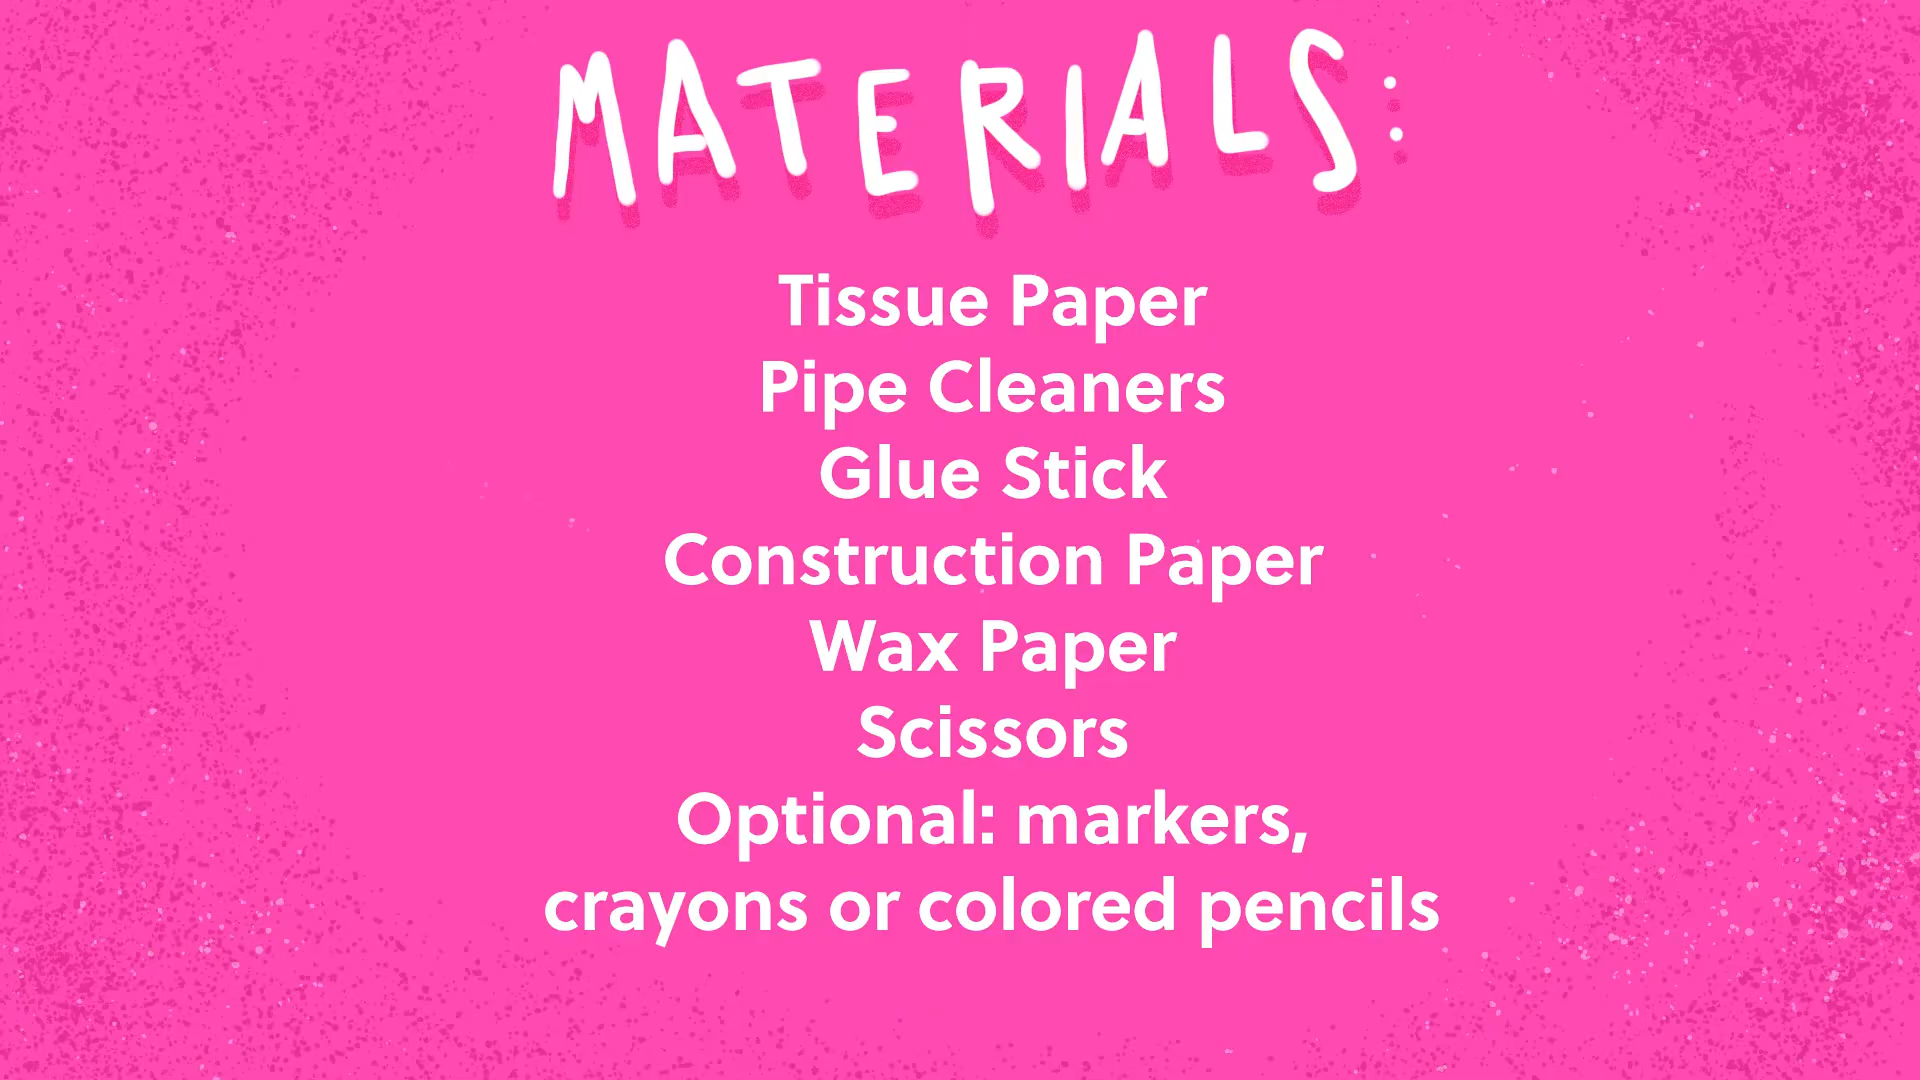 MATERIALS:
Tissue Paper
Pipe Cleaners
Glue Stick
Construction Paper
Wax Paper
Scissors
Optional: markers,
crayons or colored pencils